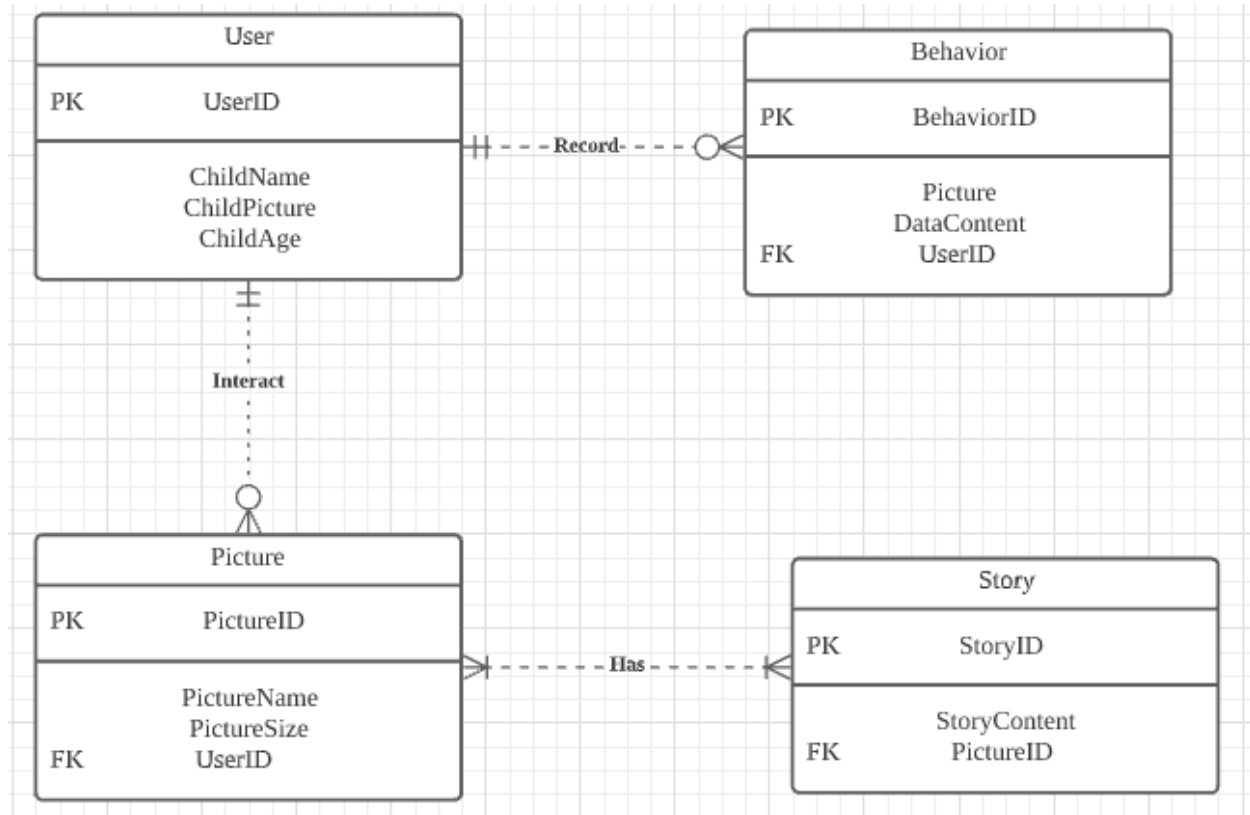 User
PK UserID
ChildName
ChildPicture
ChildAge
Record
Behavior
PK BehaviorID
Picture
DataContent
FK UserID
Interact
Picture
PK PictureID
PictureName
PictureSize
FK UserID
Has
Story
PK StoryID
StoryContent
FK PictureID